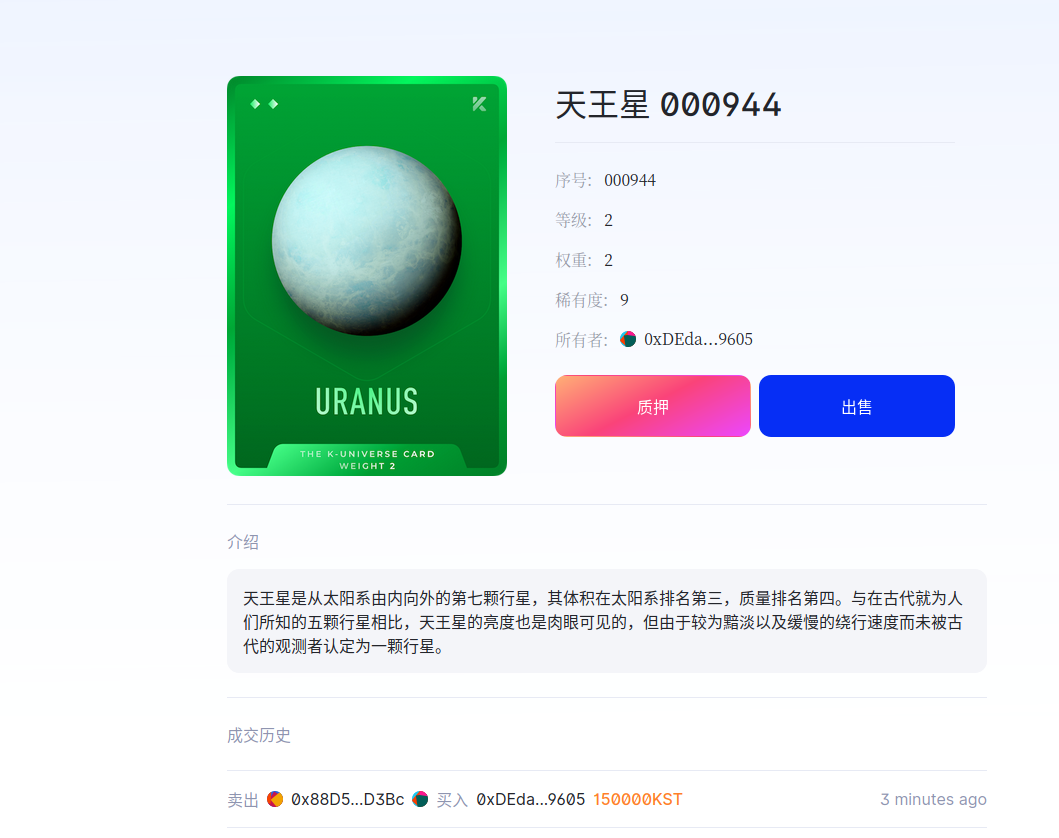 天王星 000944
序号: 000944
等级: 2
权重: 2
稀有度: 9
所有者: 0xDEda...9605
质押
出售
URANUS
THE K-UNIVERSE CARD
WEIGHT 2
介绍
天王星是从太阳系由内向外的第七颗行星，其体积在太阳系排名第三，质量排名第四。与在古代就为人
们所知的五颗行星相比，天王星的亮度也是肉眼可见的，但由于较为黯淡以及缓慢的绕行速度而未被古
代的观测者认定为一颗行星。
成交历史
卖出 0x88D5...D3Bc 买入 0xDEda...9605 150000KST 3 minutes ago